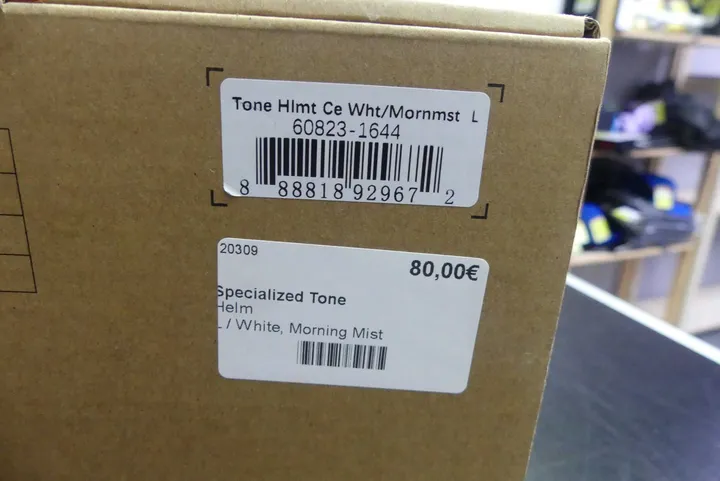 Tone Hlmt Ce Wht/Mornmst L
60823-1644
8 88818 92967 2
20309
80,00€
Specialized Tone
Helm
L / White, Morning Mist